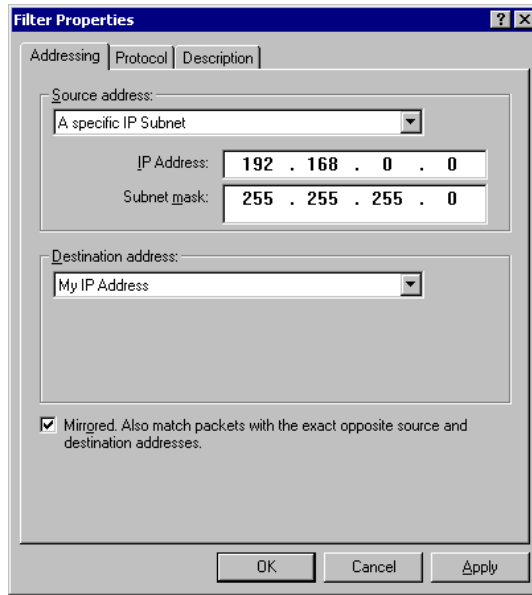 Filter Properties
Addressing Protocol Description
Source address:
A specific IP Subnet
IP Address: 192 . 168 . 0 . 0
Subnet mask: 255 . 255 . 255 . 0
Destination address:
My IP Address
Mirrored. Also match packets with the exact opposite source and
destination addresses.
OK Cancel Apply